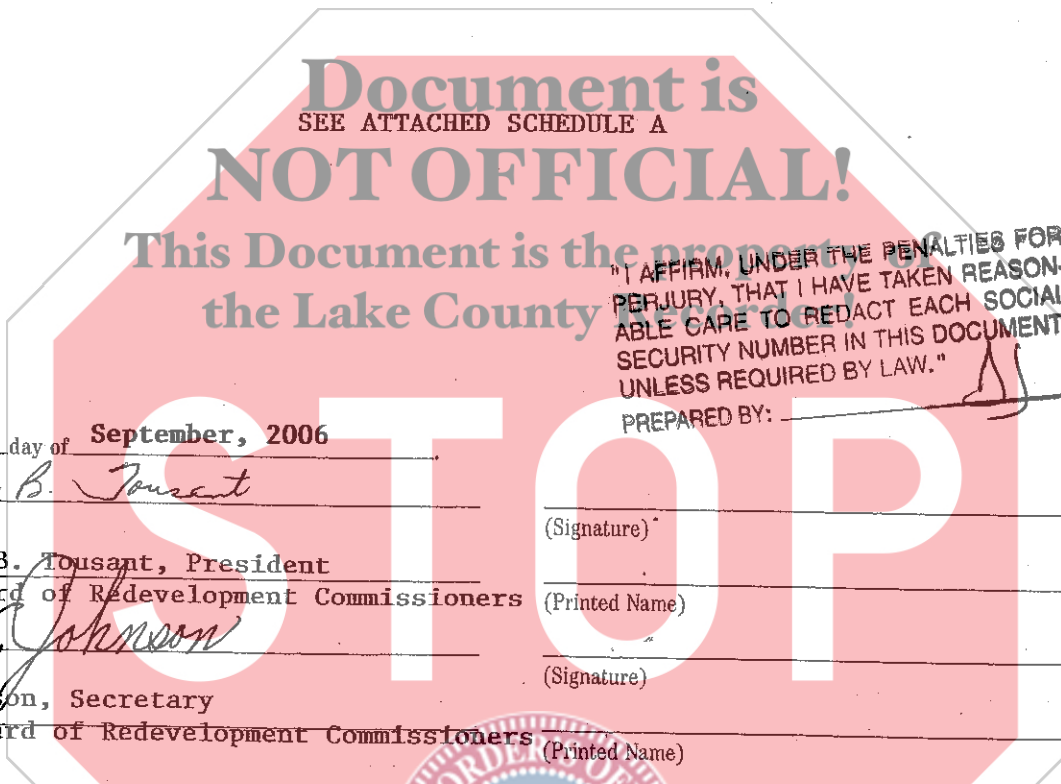 Document is
SEE ATTACHED SCHEDULE A
NOT OFFICIAL!
This Document is the property of
the Lake County Recorder!
"I AFFIRM, UNDER THE PENALTIES FOR
PERJURY, THAT I HAVE TAKEN REASON-
ABLE CARE TO REDACT EACH SOCIAL
SECURITY NUMBER IN THIS DOCUMENT
UNLESS REQUIRED BY LAW."
PREPARED BY:
STOP
day of September, 2006
B. Tousant
(Signature)
B. Tousant, President
rd of Redevelopment Commissioners (Printed Name)
Johnson
(Signature)
on, Secretary
rd of Redevelopment Commissioners (Printed Name)
ORDERS OF